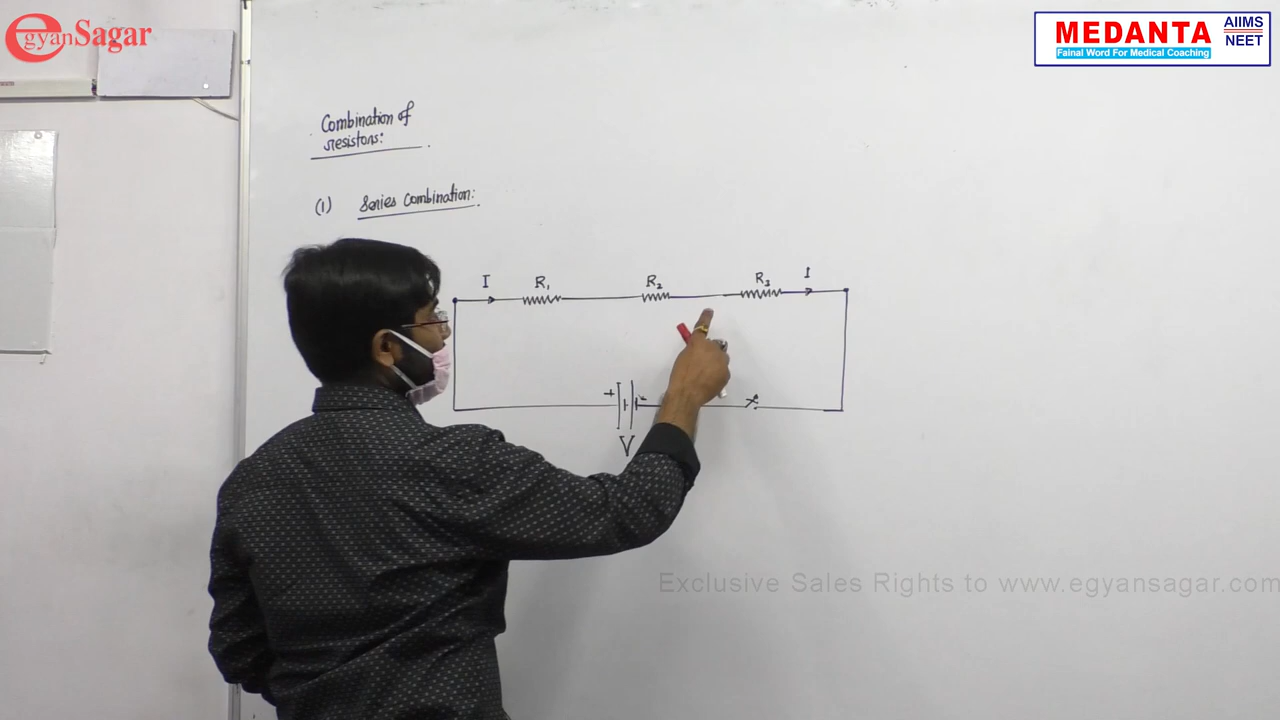 egyanSagar
MEDANTA
AIIMS
NEET
Fainal Word For Medical Coaching
Combination of
resistors:
(1) Series Combination:
I R1 R2 R3 I
+
V
Exclusive Sales Rights to www.egyansagar.com